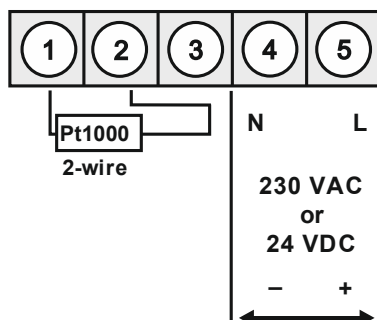 1 2 3 4 5
N L
Pt1000
2-wire
230 VAC
or
24 VDC
– +